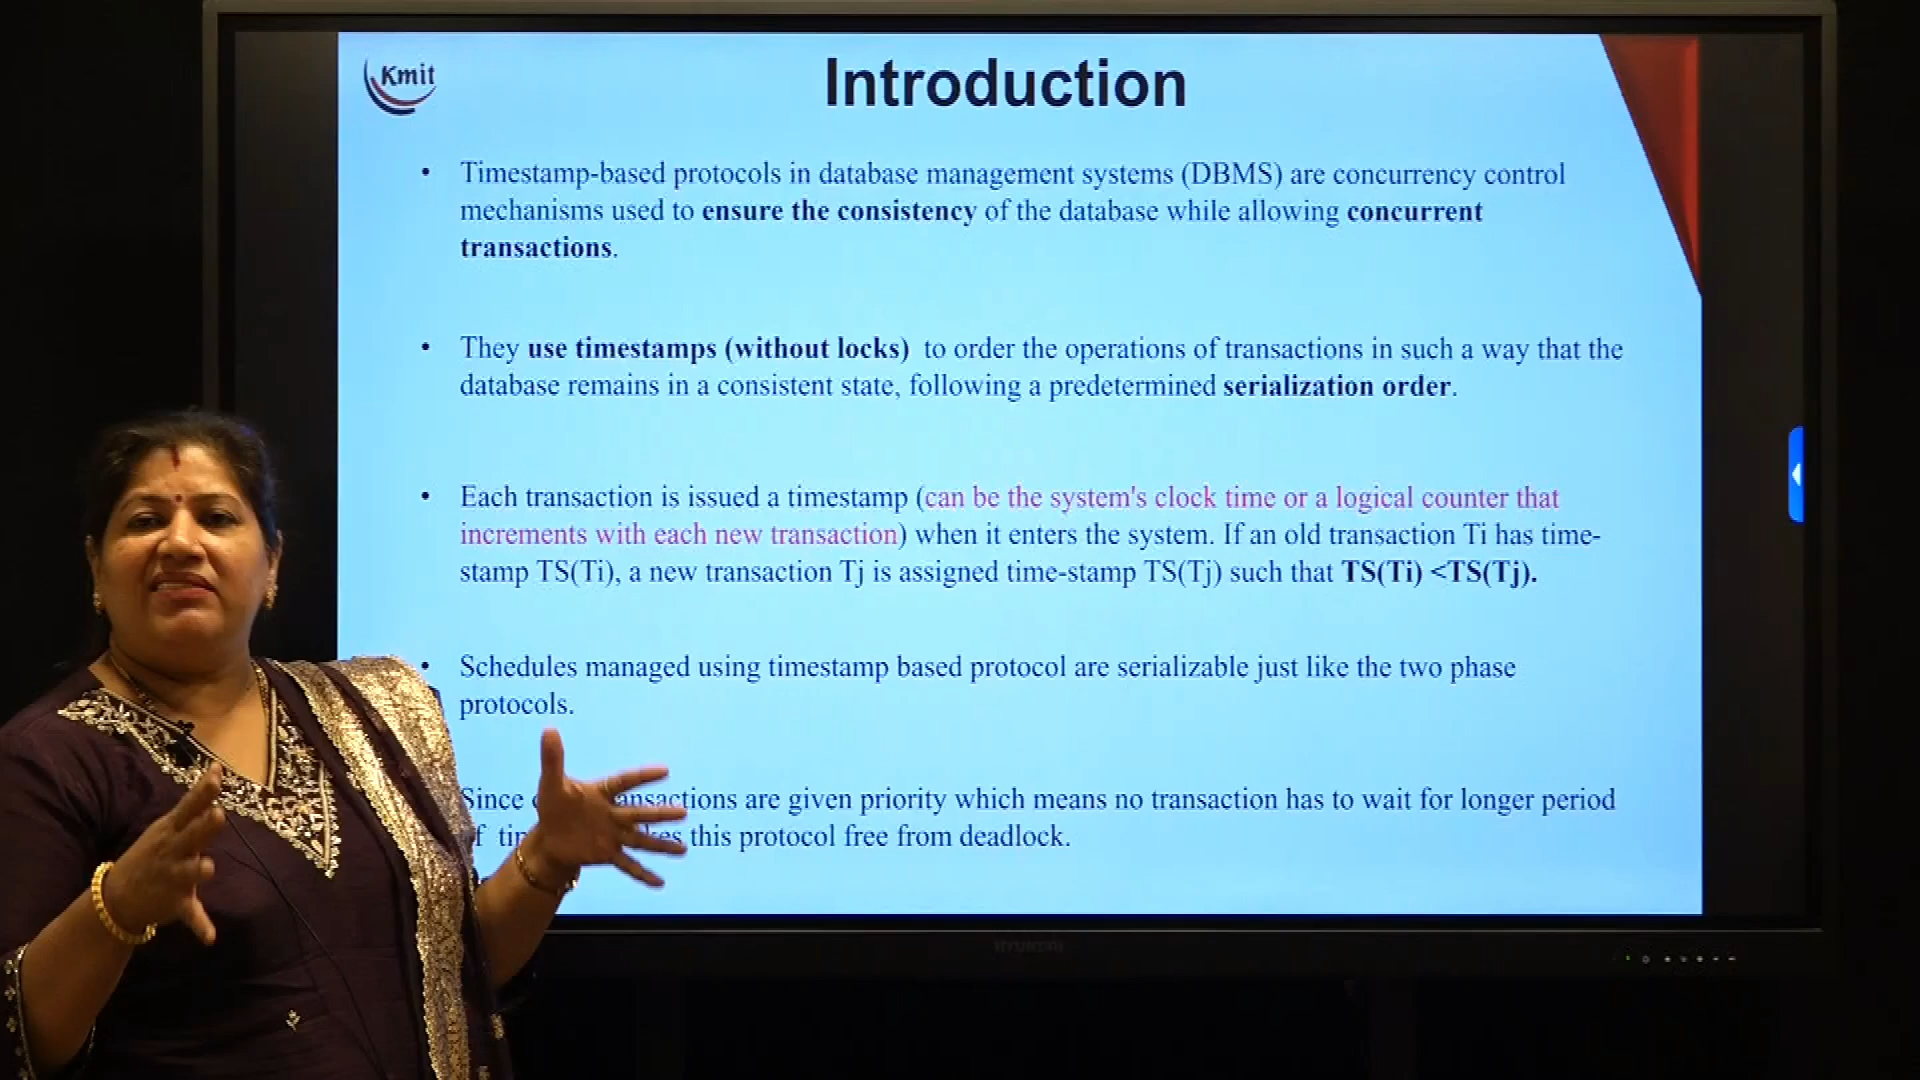 Kmit
Introduction
• Timestamp-based protocols in database management systems (DBMS) are concurrency control
mechanisms used to ensure the consistency of the database while allowing concurrent
transactions.
• They use timestamps (without locks) to order the operations of transactions in such a way that the
database remains in a consistent state, following a predetermined serialization order.
• Each transaction is issued a timestamp (can be the system's clock time or a logical counter that
increments with each new transaction) when it enters the system. If an old transaction Ti has time-
stamp TS(Ti), a new transaction Tj is assigned time-stamp TS(Tj) such that TS(Ti) <TS(Tj).
• Schedules managed using timestamp based protocol are serializable just like the two phase
protocols.
Since ansactions are given priority which means no transaction has to wait for longer period
this protocol free from deadlock.
HYUNDAI